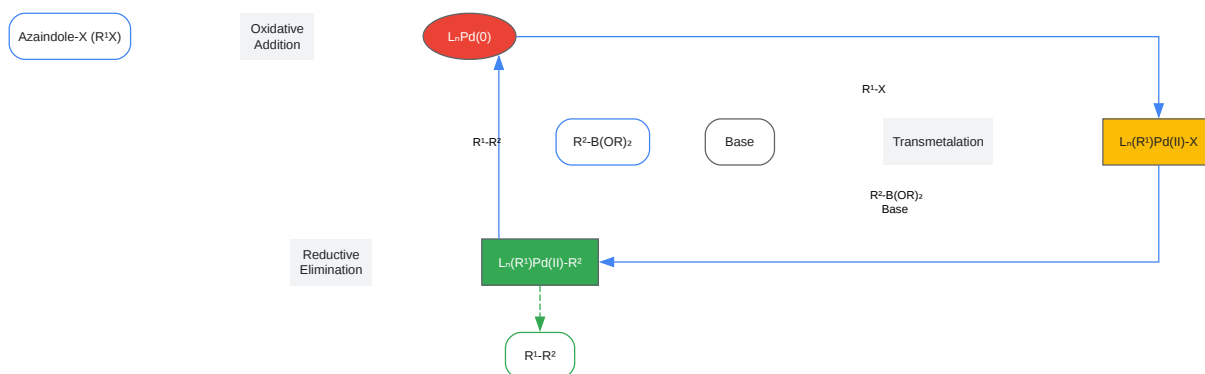 Azaindole-X (R¹X)
Oxidative
Addition
LₙPd(0)
R¹-X
R¹-R²
R²-B(OR)₂
Base
Transmetalation
Lₙ(R¹)Pd(II)-X
R²-B(OR)₂
Base
Reductive
Elimination
Lₙ(R¹)Pd(II)-R²
R¹-R²